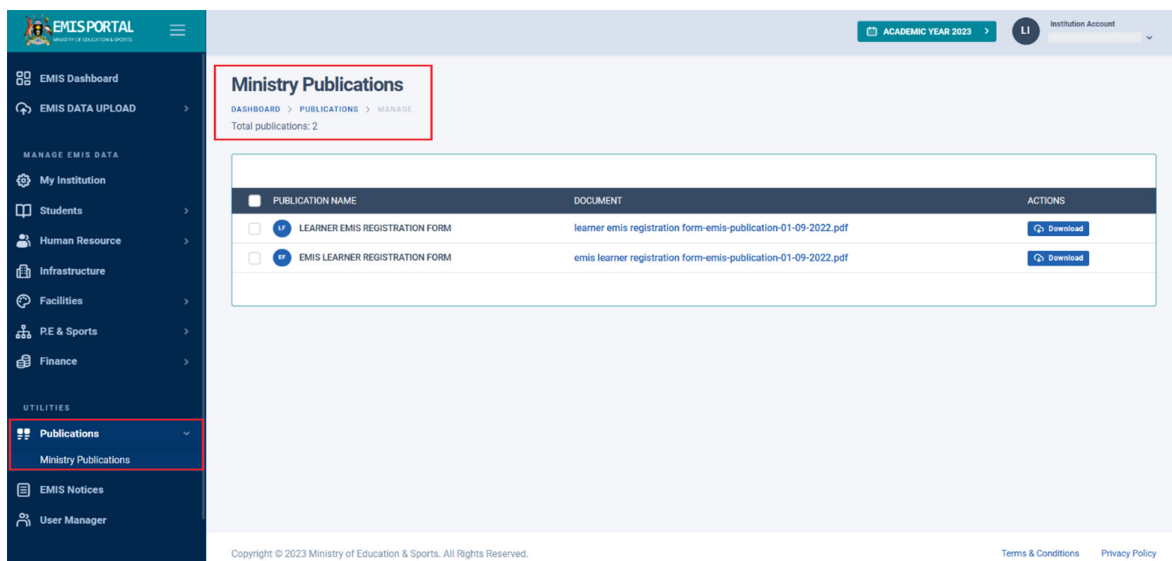 EMIS PORTAL
MINISTRY OF EDUCATION & SPORTS
ACADEMIC YEAR 2023
LI
Institution Account
EMIS Dashboard
EMIS DATA UPLOAD
MANAGE EMIS DATA
My Institution
Students
Human Resource
Infrastructure
Facilities
P.E & Sports
Finance
UTILITIES
Publications
Ministry Publications
EMIS Notices
User Manager
Ministry Publications
DASHBOARD > PUBLICATIONS > MANAGE
Total publications: 2
PUBLICATION NAME DOCUMENT ACTIONS
LF LEARNER EMIS REGISTRATION FORM learner emis registration form-emis-publication-01-09-2022.pdf Download
EF EMIS LEARNER REGISTRATION FORM emis learner registration form-emis-publication-01-09-2022.pdf Download
Copyright © 2023 Ministry of Education & Sports. All Rights Reserved. Terms & Conditions Privacy Policy